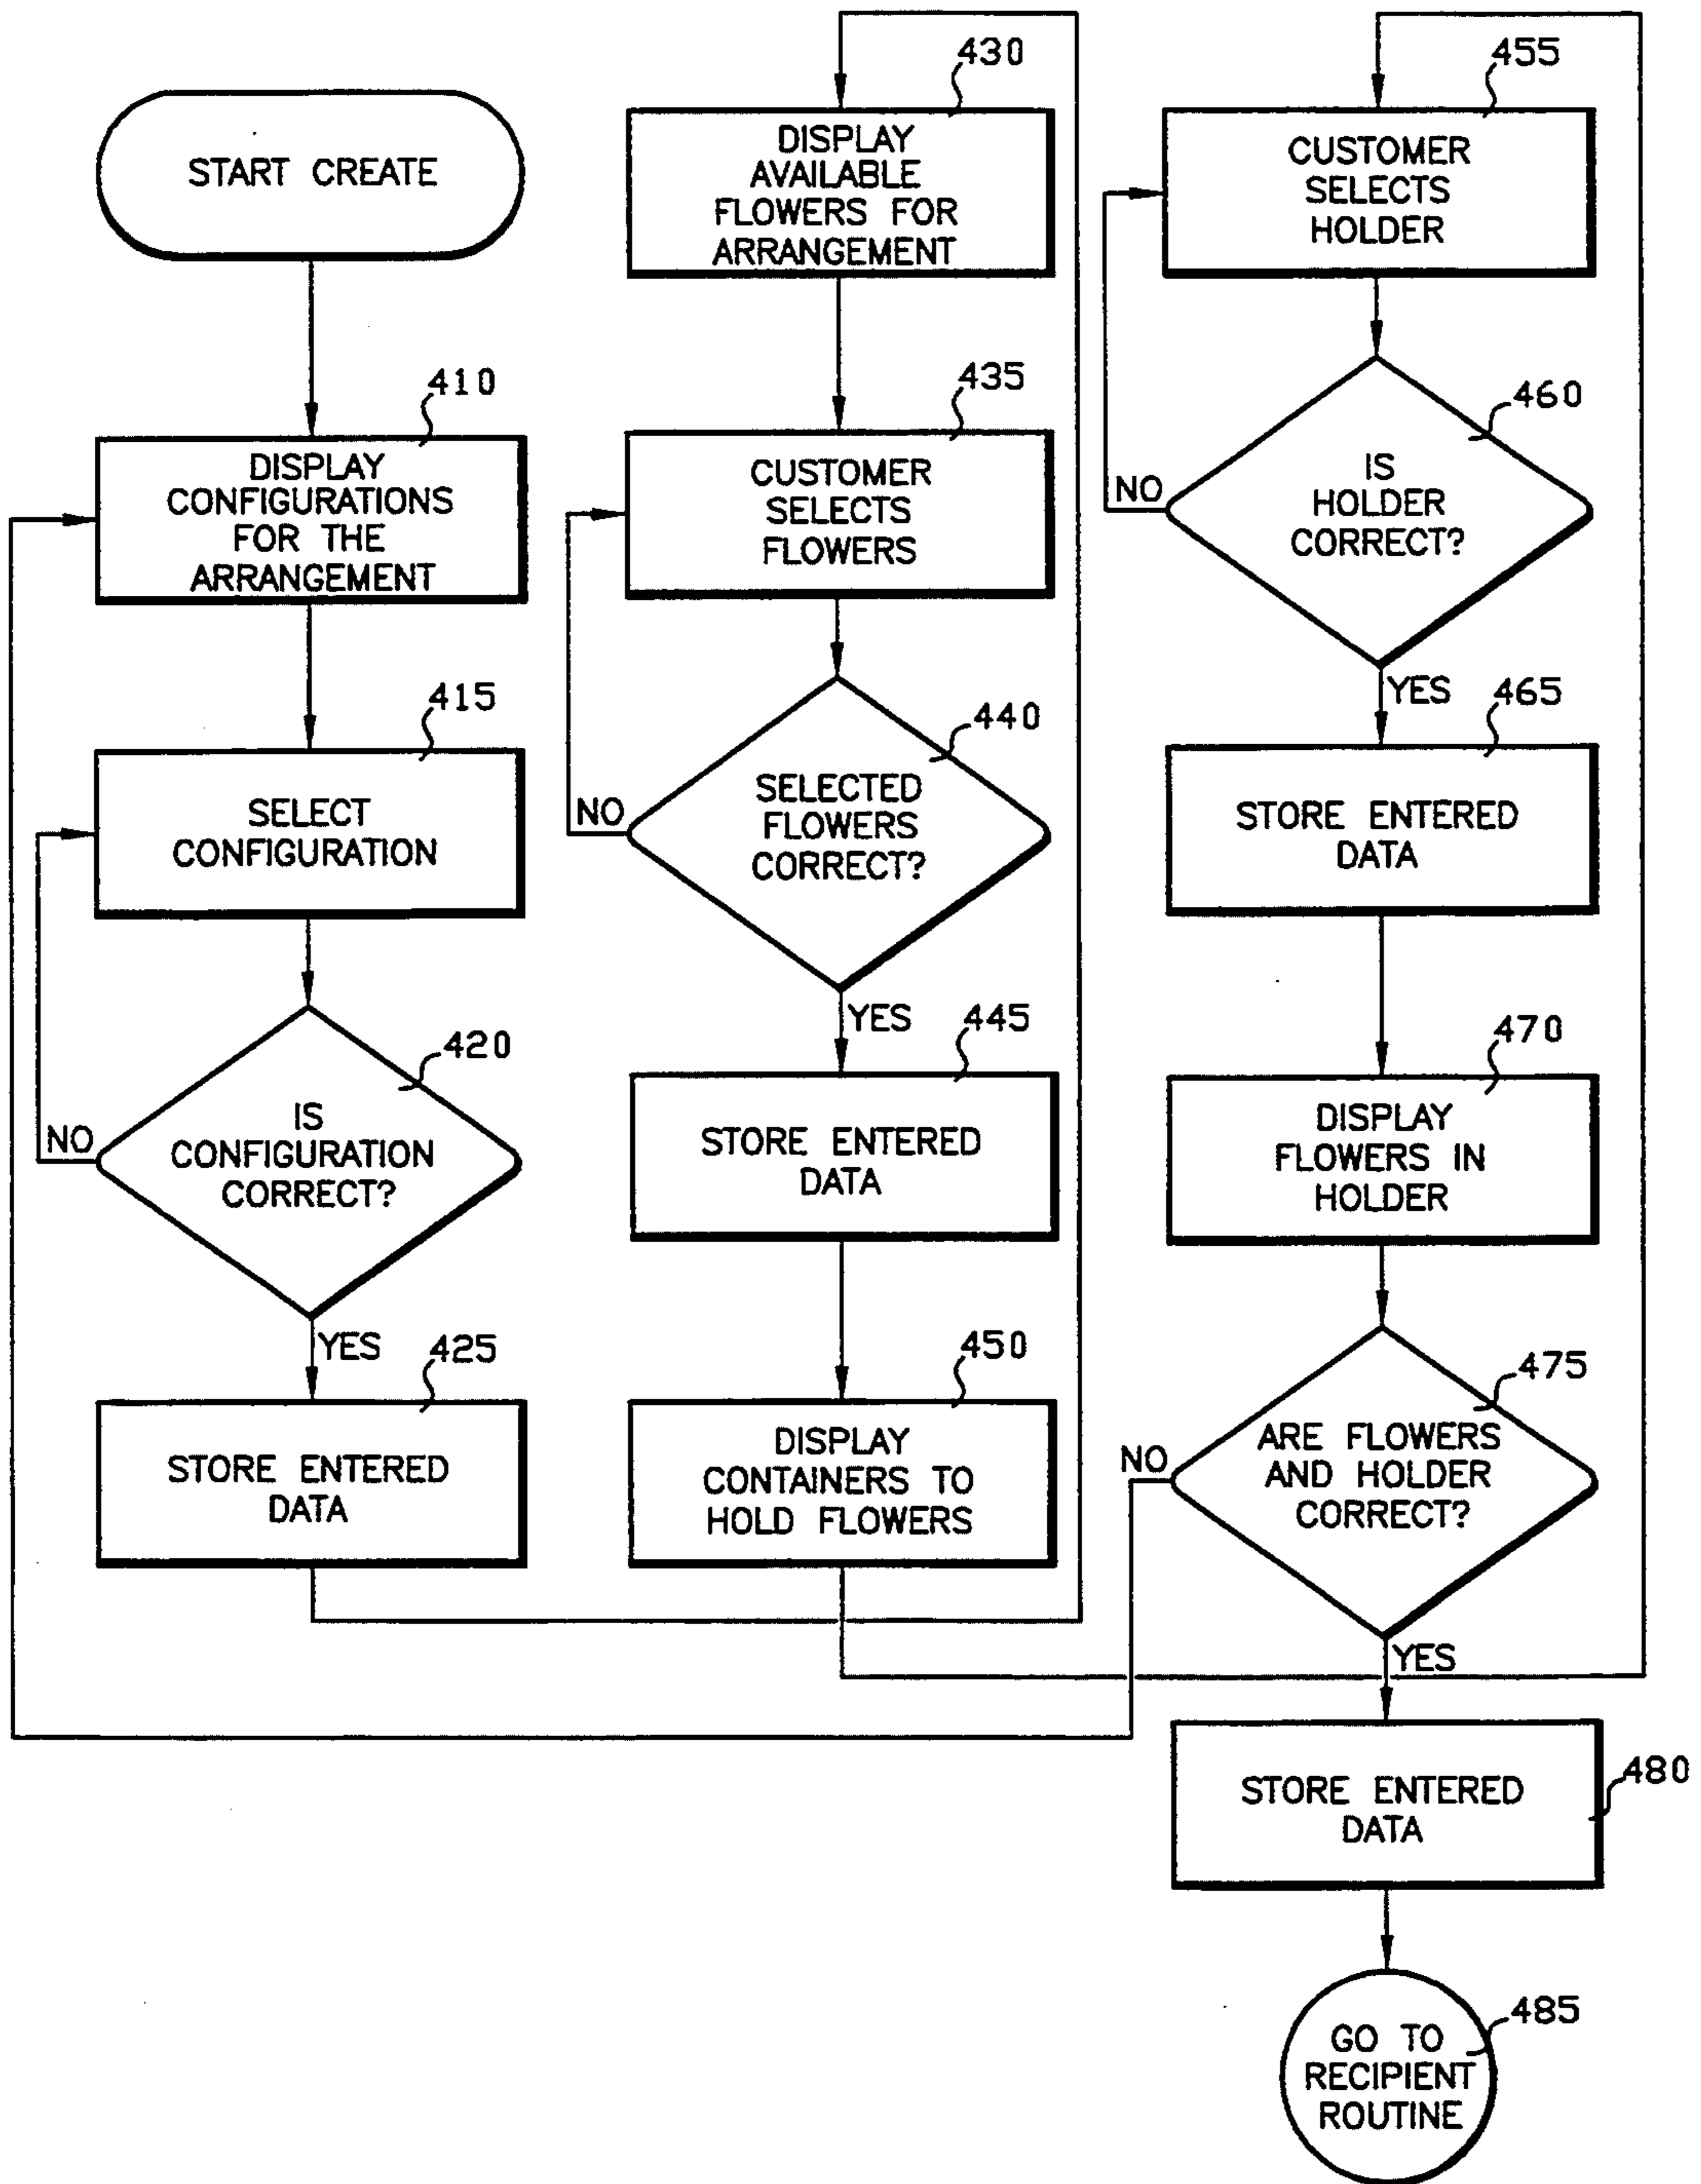 START CREATE
410
DISPLAY
CONFIGURATIONS
FOR THE
ARRANGEMENT
415
SELECT
CONFIGURATION
420
IS
CONFIGURATION
CORRECT?
NO
YES
425
STORE ENTERED
DATA
430
DISPLAY
AVAILABLE
FLOWERS FOR
ARRANGEMENT
435
CUSTOMER
SELECTS
FLOWERS
440
SELECTED
FLOWERS
CORRECT?
NO
YES
445
STORE ENTERED
DATA
450
DISPLAY
CONTAINERS TO
HOLD FLOWERS
455
CUSTOMER
SELECTS
HOLDER
460
IS
HOLDER
CORRECT?
NO
YES
465
STORE ENTERED
DATA
470
DISPLAY
FLOWERS IN
HOLDER
475
ARE FLOWERS
AND HOLDER
CORRECT?
NO
YES
480
STORE ENTERED
DATA
485
GO TO
RECIPIENT
ROUTINE